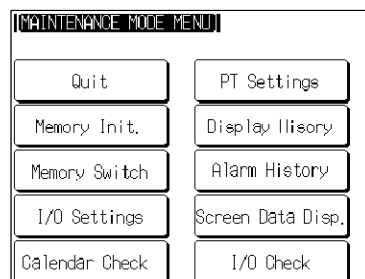 [MAINTENANCE MODE MENU]
Quit
PT Settings
Memory Init.
Display Hisory
Memory Switch
Alarm History
I/O Settings
Screen Data Disp.
Calendar Check
I/O Check